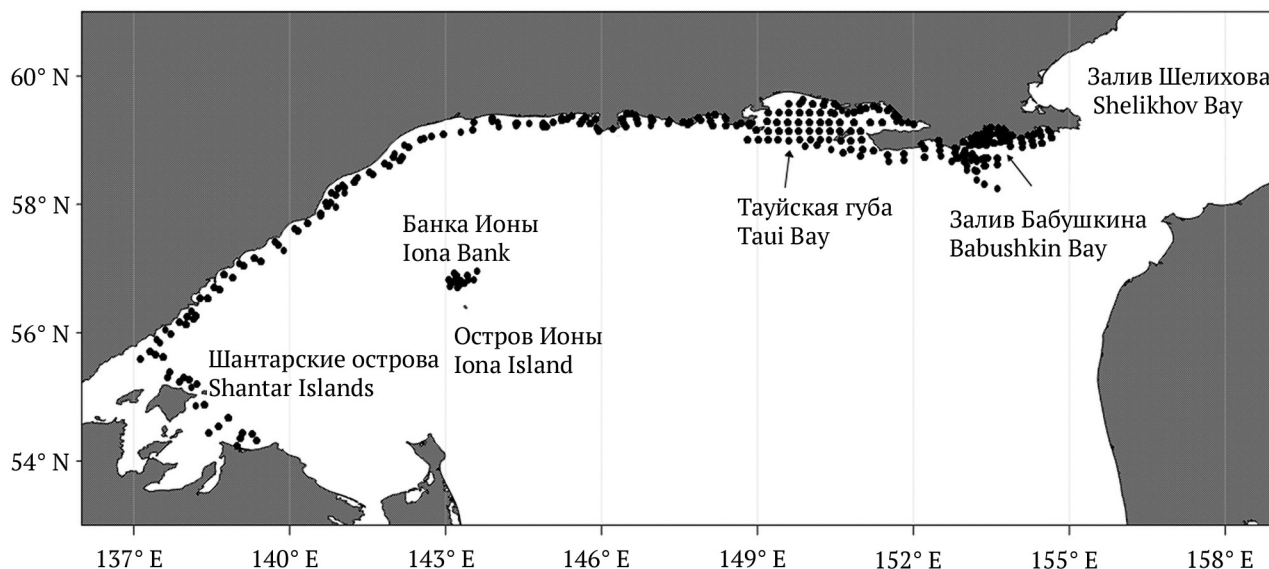 60° N
58° N
56° N
54° N
Залив Шелихова
Shelikhov Bay
Банка Ионы
Iona Bank
Тауйская губа
Taui Bay
Залив Бабушкина
Babushkin Bay
Остров Ионы
Iona Island
Шантарские острова
Shantar Islands
137° E
140° E
143° E
146° E
149° E
152° E
155° E
158° E